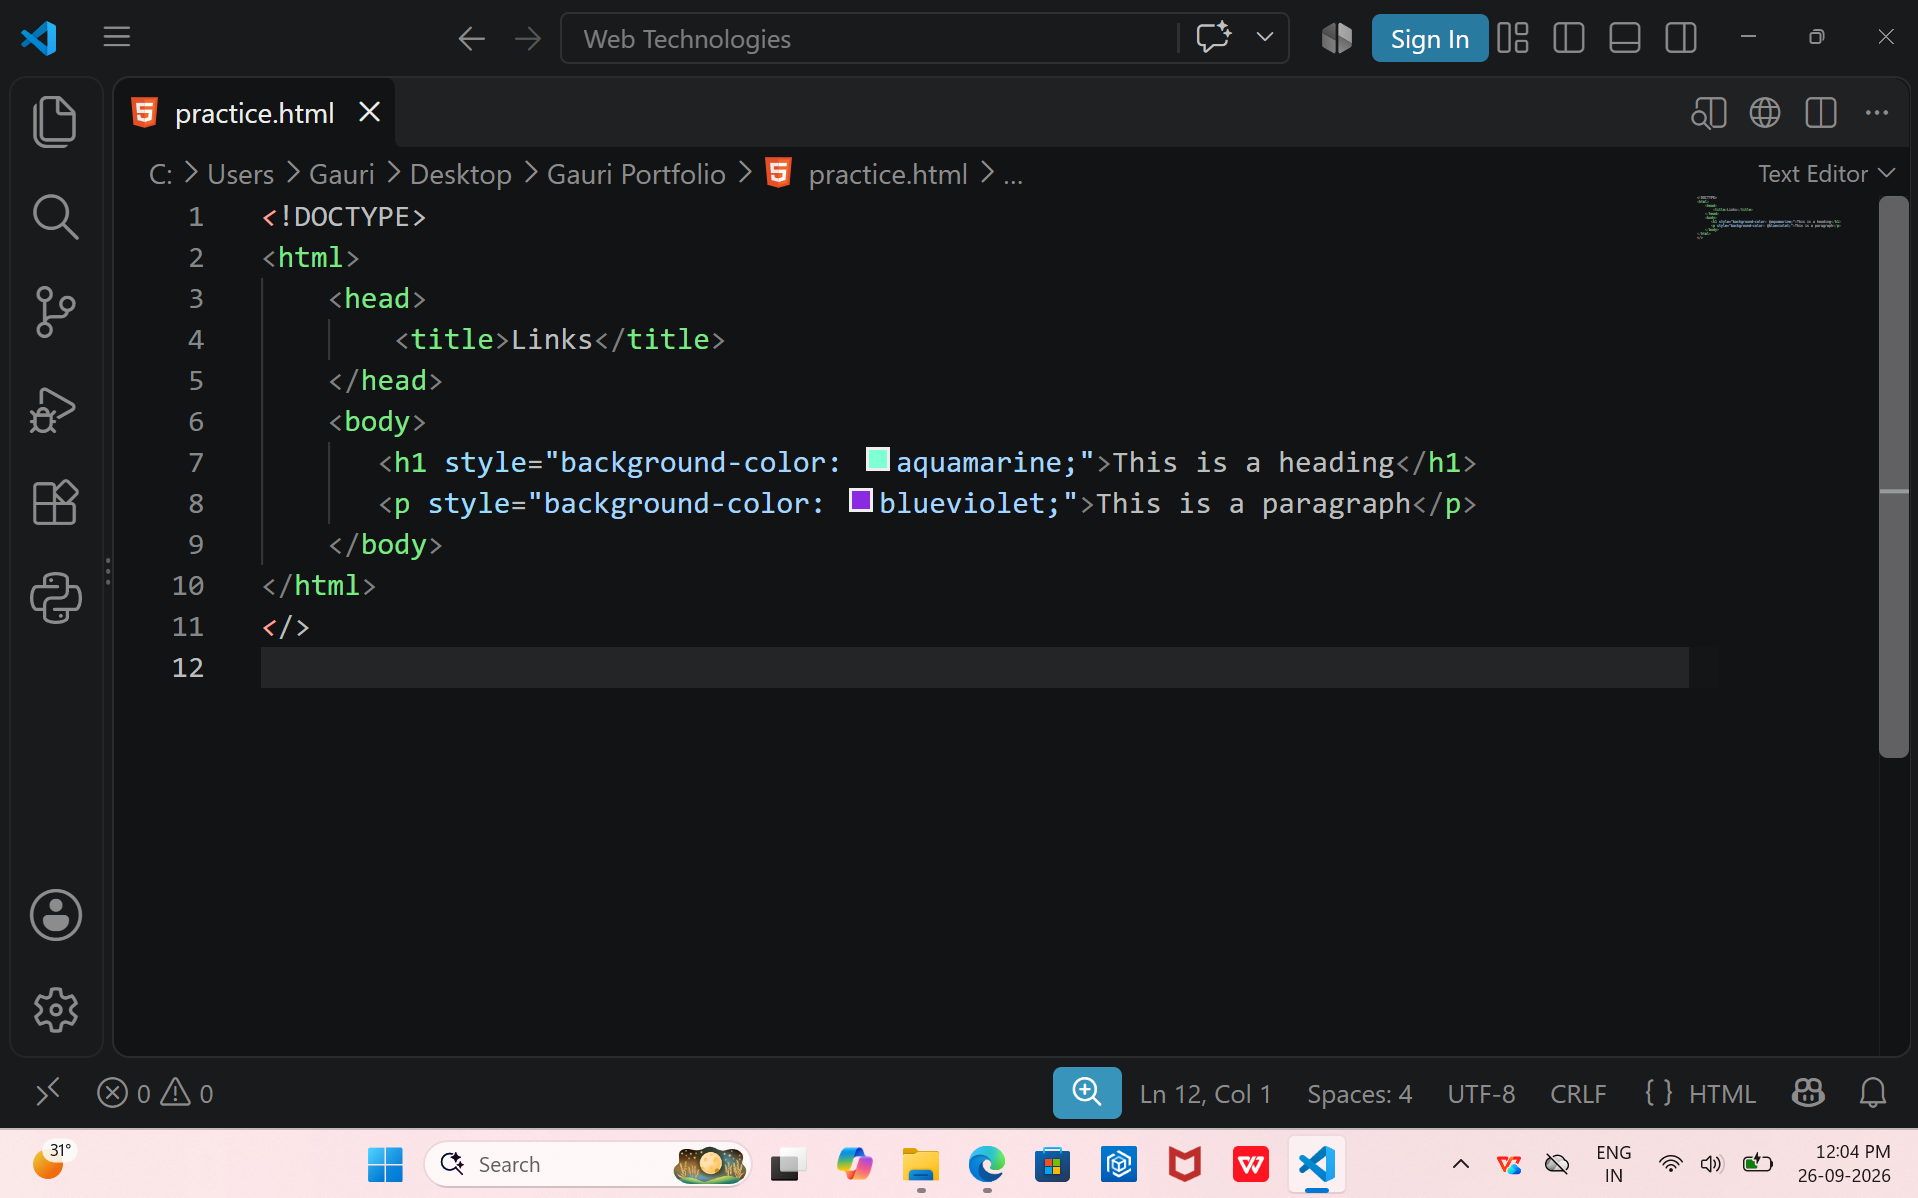 Web Technologies
Sign In
practice.html
C: > Users > Gauri > Desktop > Gauri Portfolio > practice.html > ...
Text Editor
1 <!DOCTYPE>
2 <html>
3     <head>
4         <title>Links</title>
5     </head>
6     <body>
7        <h1 style="background-color: aquamarine;">This is a heading</h1>
8        <p style="background-color: blueviolet;">This is a paragraph</p>
9     </body>
10 </html>
11 </>
12
0 0
Ln 12, Col 1
Spaces: 4
UTF-8
CRLF
{ } HTML
31°
Search
ENG
IN
12:04 PM
26-09-2026